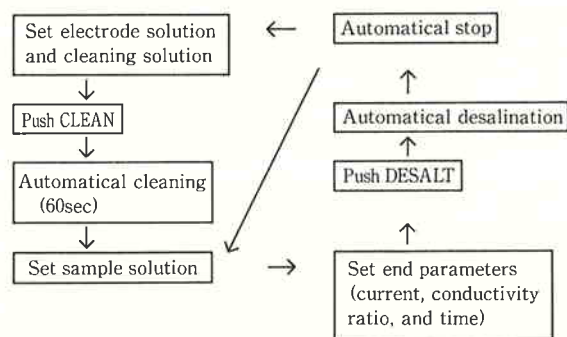 Set electrode solution
and cleaning solution
Push CLEAN
Automatical cleaning
(60sec)
Set sample solution
Set end parameters
(current, conductivity
ratio, and time)
Push DESALT
Automatical desalination
Automatical stop